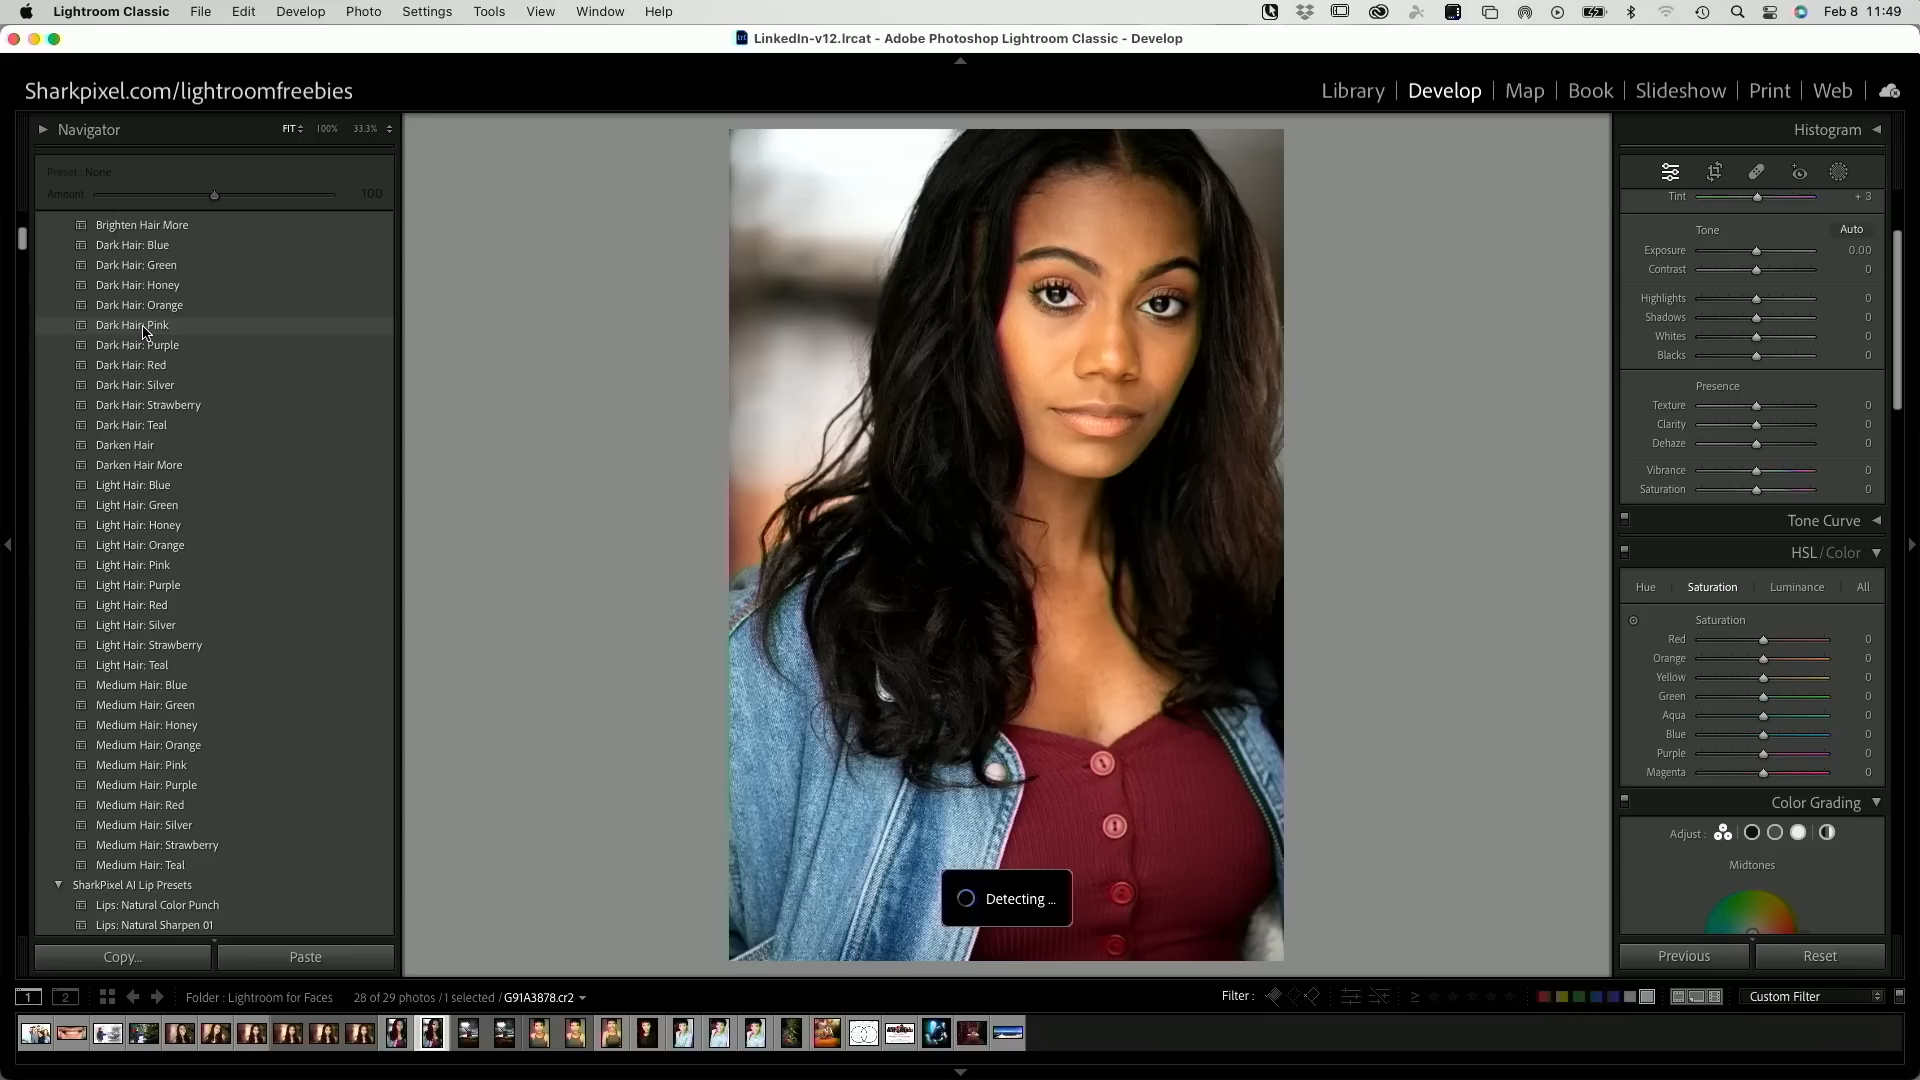 Lightroom Classic File Edit Develop Photo Settings Tools View Window Help Feb 8 11:49
LinkedIn-v12.lrcat - Adobe Photoshop Lightroom Classic - Develop
Sharkpixel.com/lightroomfreebies Library Develop Map Book Slideshow Print Web
Navigator FIT 100% 33.3%
Preset : None
Amount 100
Brighten Hair More
Dark Hair: Blue
Dark Hair: Green
Dark Hair: Honey
Dark Hair: Orange
Dark Hair: Pink
Dark Hair: Purple
Dark Hair: Red
Dark Hair: Silver
Dark Hair: Strawberry
Dark Hair: Teal
Darken Hair
Darken Hair More
Light Hair: Blue
Light Hair: Green
Light Hair: Honey
Light Hair: Orange
Light Hair: Pink
Light Hair: Purple
Light Hair: Red
Light Hair: Silver
Light Hair: Strawberry
Light Hair: Teal
Medium Hair: Blue
Medium Hair: Green
Medium Hair: Honey
Medium Hair: Orange
Medium Hair: Pink
Medium Hair: Purple
Medium Hair: Red
Medium Hair: Silver
Medium Hair: Strawberry
Medium Hair: Teal
SharkPixel AI Lip Presets
Lips: Natural Color Punch
Lips: Natural Sharpen 01
Copy... Paste
Detecting ...
Histogram
Tint + 3
Tone Auto
Exposure 0.00
Contrast 0
Highlights 0
Shadows 0
Whites 0
Blacks 0
Presence
Texture 0
Clarity 0
Dehaze 0
Vibrance 0
Saturation 0
Tone Curve
HSL / Color
Hue Saturation Luminance All
Saturation
Red 0
Orange 0
Yellow 0
Green 0
Aqua 0
Blue 0
Purple 0
Magenta 0
Color Grading
Adjust :
Midtones
Previous Reset
1 2 Folder : Lightroom for Faces 28 of 29 photos / 1 selected / G91A3878.cr2 Filter : Custom Filter